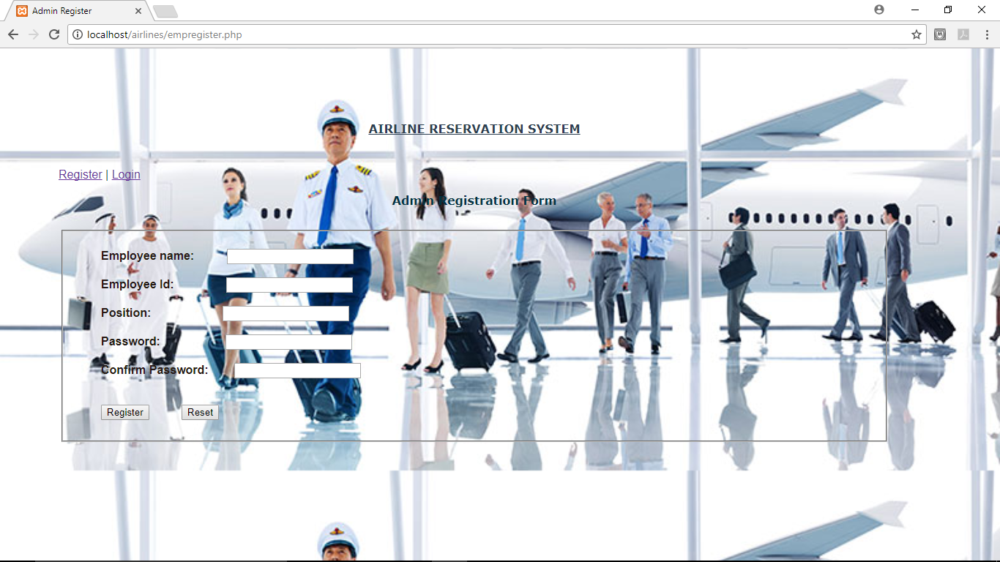 Admin Register
localhost/airlines/empregister.php
AIRLINE RESERVATION SYSTEM
Register | Login
Admin Registration Form
Employee name:
Employee Id:
Position:
Password:
Confirm Password:
Register Reset